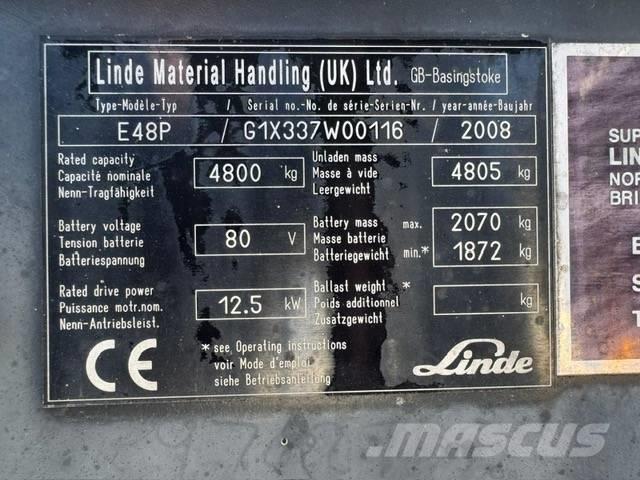 Linde Material Handling (UK) Ltd. GB-Basingstoke
Type-Modèle-Typ / Serial no.-No. de série-Serien-Nr. / year-année-Baujahr
E48P / G1X337W00116 / 2008
Rated capacity
Capacité nominale
Nenn-Tragfähigkeit
4800 kg
Unladen mass
Masse à vide
Leergewicht
4805 kg
Battery voltage
Tension batterie
Batteriespannung
80 V
Battery mass
Masse batterie
Batteriegewicht
max. 2070 kg
min.* 1872 kg
Rated drive power
Puissance motr.nom.
Nenn-Antriebsleist.
12.5 kW
Ballast weight *
Poids additionnel
Zusatzgewicht
kg
CE
* see Operating instructions
voir Mode d'emploi
siehe Betriebsanleitung
Linde
SUP
LIN
NOR
BRI
MASCUS